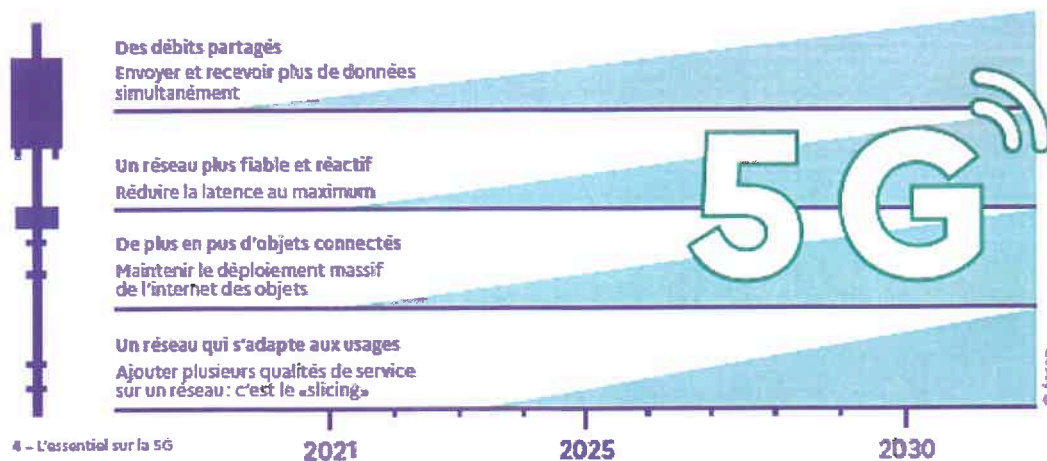 Des débits partagés
Envoyer et recevoir plus de données
simultanément
Un réseau plus fiable et réactif
Réduire la latence au maximum
5G
De plus en pus d'objets connectés
Maintenir le déploiement massif
de l'internet des objets
Un réseau qui s'adapte aux usages
Ajouter plusieurs qualités de service
sur un réseau : c'est le «slicing»
4 – L'essentiel sur la 5G
2021
2025
2030